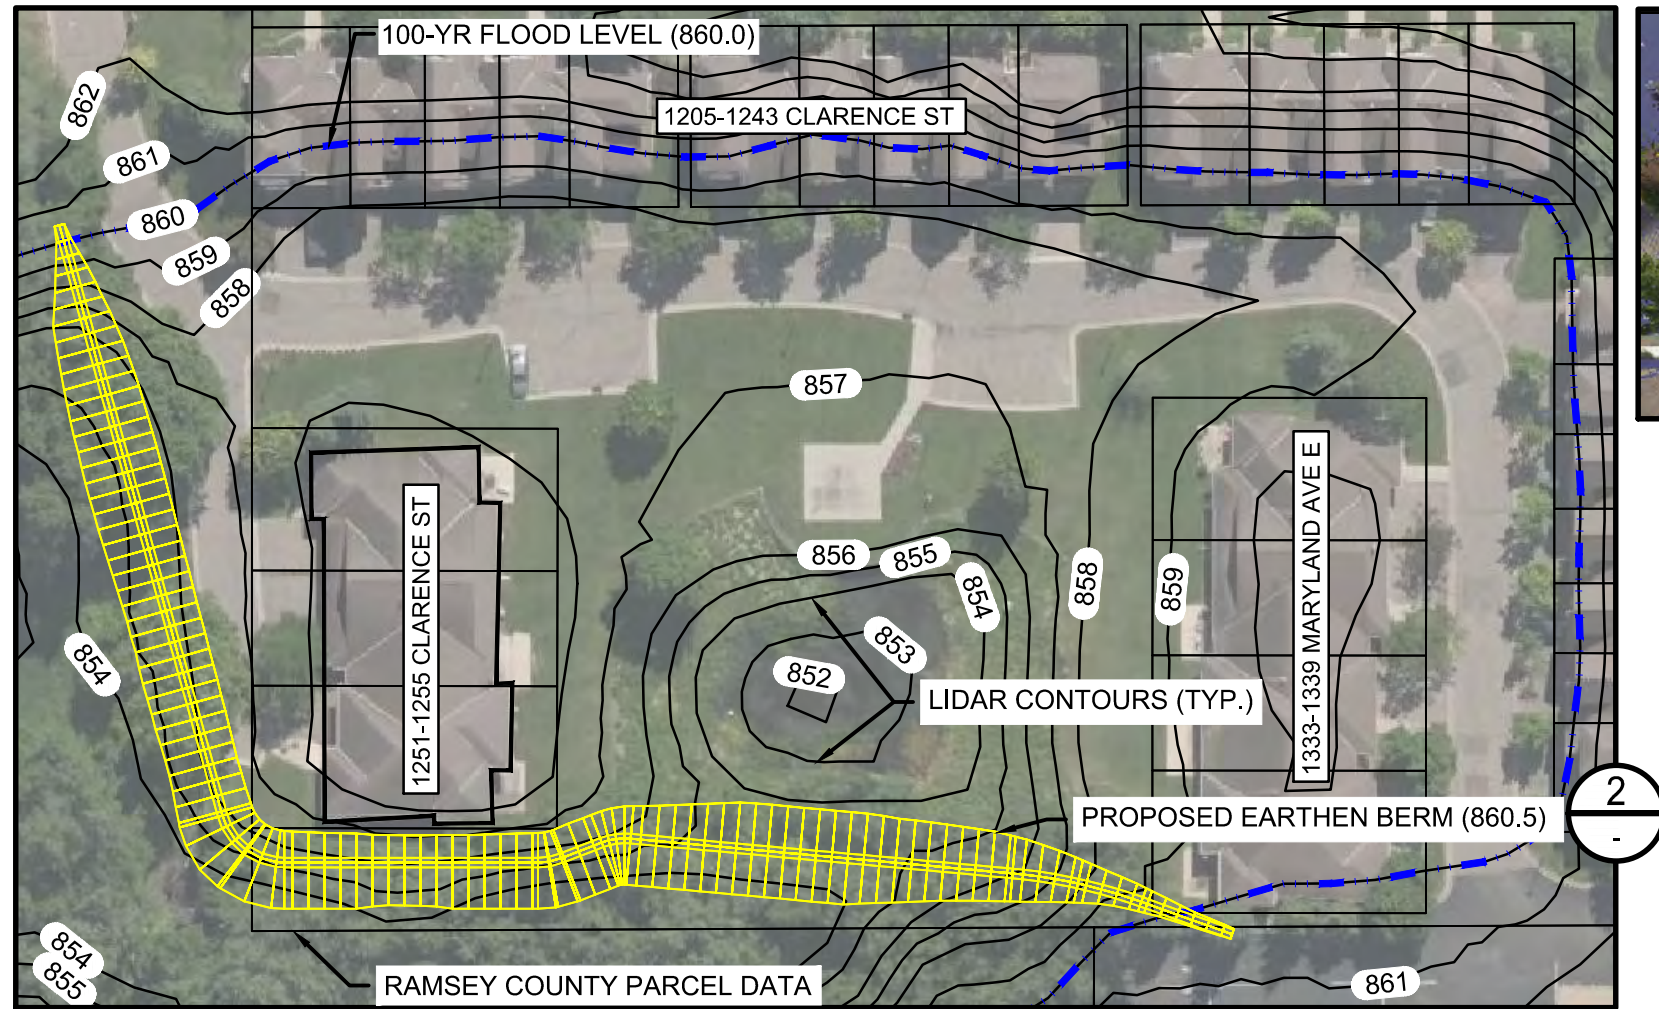 100-YR FLOOD LEVEL (860.0)
862
1205-1243 CLARENCE ST
861
860
859
858
857
856
855
854
853
852
858
859
1251-1255 CLARENCE ST
1333-1339 MARYLAND AVE E
854
LIDAR CONTOURS (TYP.)
PROPOSED EARTHEN BERM (860.5)
2
-
854
855
RAMSEY COUNTY PARCEL DATA
861